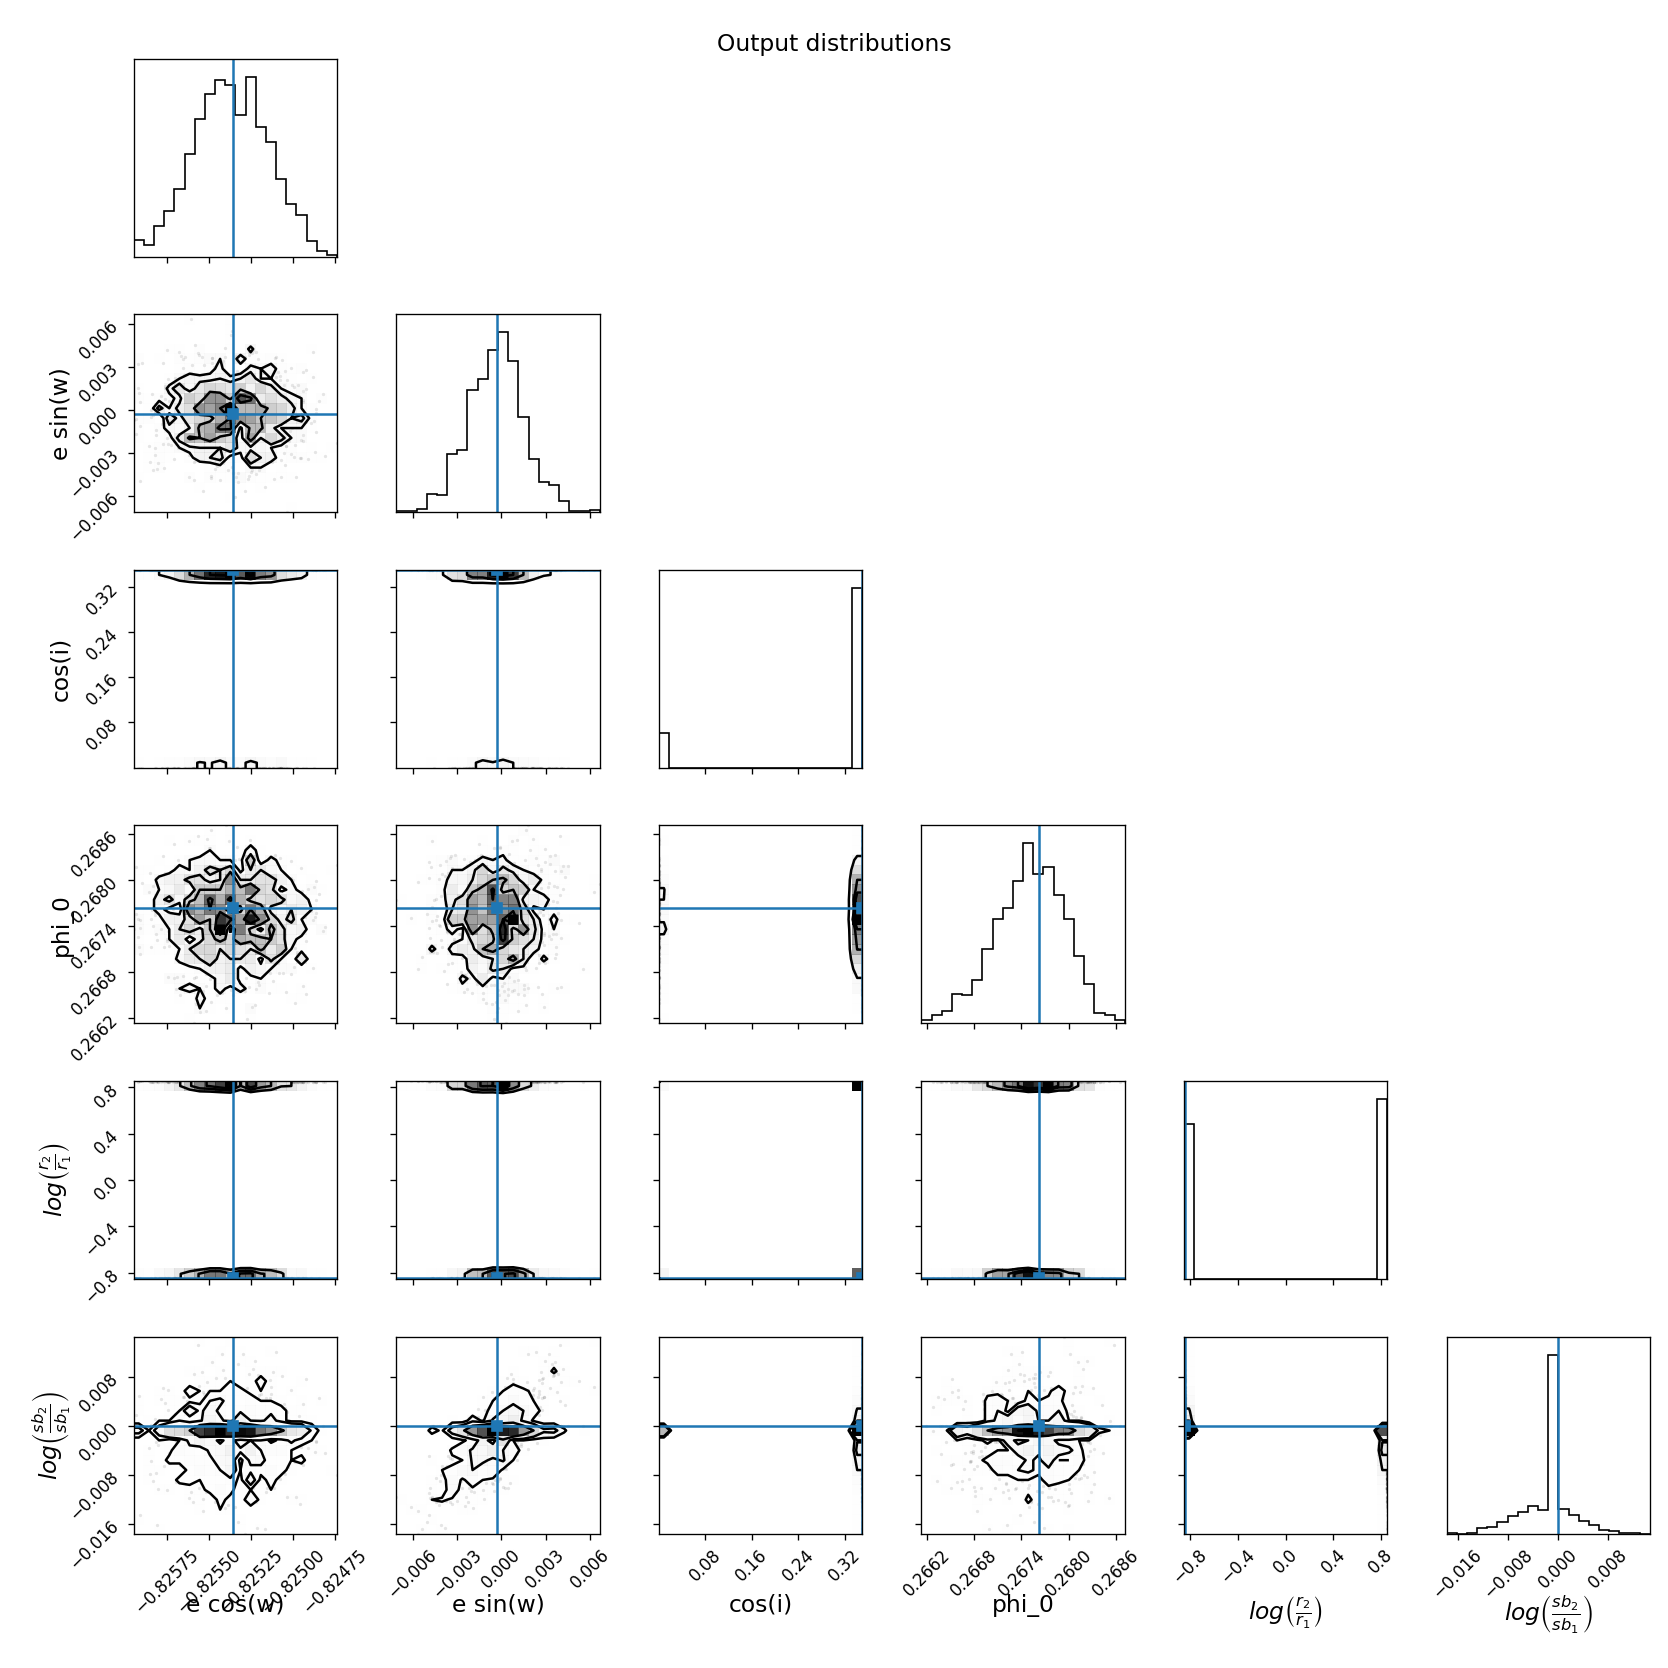 Output distributions
0.006
0.003
0.000
−0.003
−0.006
e sin(w)
0.32
0.24
0.16
0.08
cos(i)
0.2686
0.2680
0.2674
0.2668
0.2662
phi_0
0.8
0.4
0.0
−0.4
−0.8
log(r2/r1)
0.008
0.000
−0.008
−0.016
log(sb2/sb1)
−0.82575 −0.82550 −0.82525 −0.82500 −0.82475
−0.006 −0.003 0.000 0.003 0.006
0.08 0.16 0.24 0.32
0.2662 0.2668 0.2674 0.2680 0.2686
−0.8 −0.4 0.0 0.4 0.8
−0.016 −0.008 0.000 0.008
e cos(w) e sin(w) cos(i) phi_0 log(r2/r1) log(sb2/sb1)